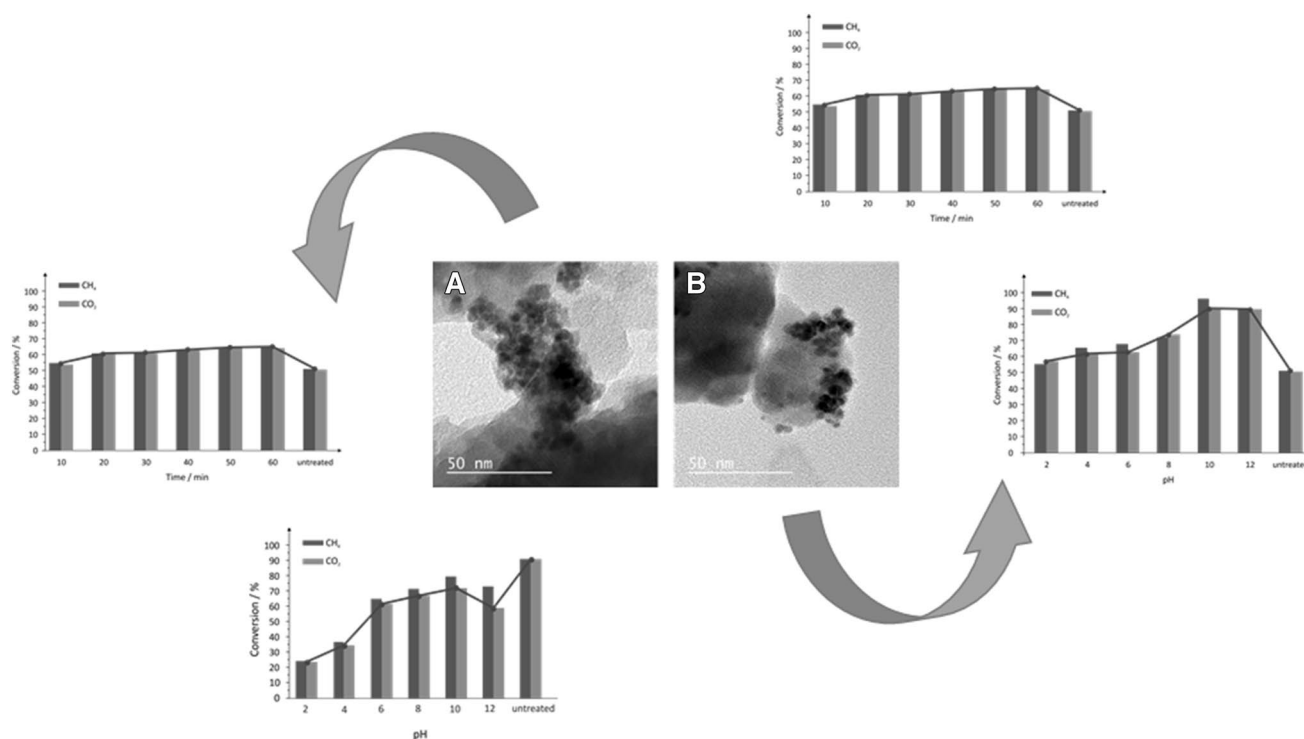 CH₄
CO₂
Conversion / %
100
90
80
70
60
50
40
30
20
10
0
10 20 30 40 50 60 untreated
Time / min
CH₄
CO₂
Conversion / %
100
90
80
70
60
50
40
30
20
10
0
10 20 30 40 50 60 untreated
Time / min
A
50 nm
B
50 nm
CH₄
CO₂
Conversion / %
100
90
80
70
60
50
40
30
20
10
0
2 4 6 8 10 12 untreate
pH
CH₄
CO₂
Conversion / %
100
90
80
70
60
50
40
30
20
10
0
2 4 6 8 10 12 untreated
pH